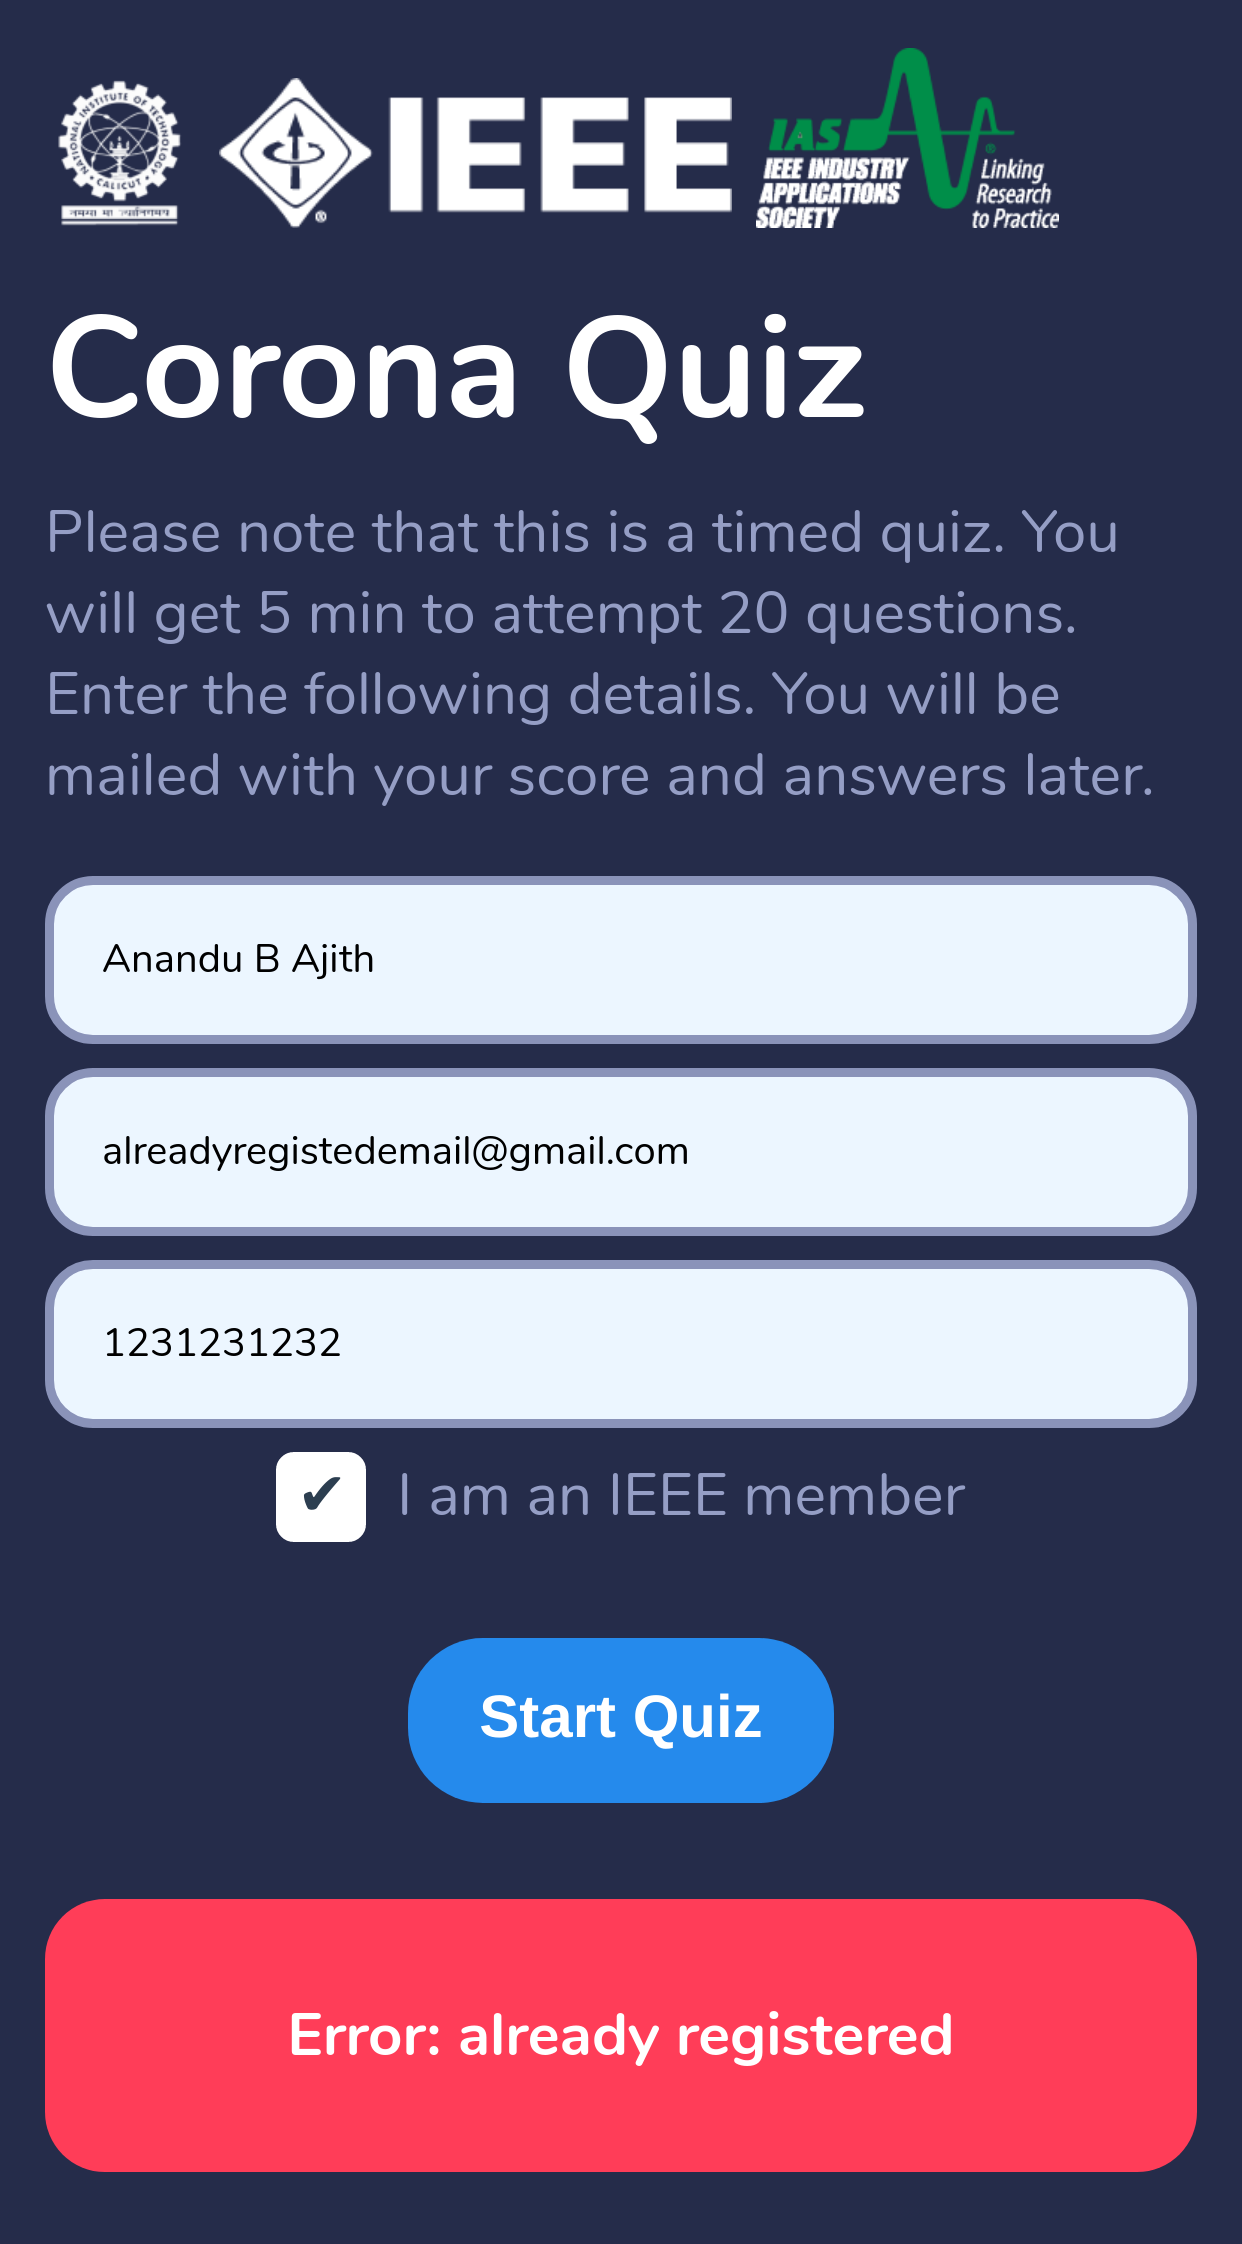 NATIONAL INSTITUTE OF TECHNOLOGY
CALICUT
IEEE
®
IAS
®
IEEE INDUSTRY
APPLICATIONS
SOCIETY
Linking
Research
to Practice
Corona Quiz
Please note that this is a timed quiz. You
will get 5 min to attempt 20 questions.
Enter the following details. You will be
mailed with your score and answers later.
Anandu B Ajith
alreadyregistedemail@gmail.com
1231231232
✔ I am an IEEE member
Start Quiz
Error: already registered